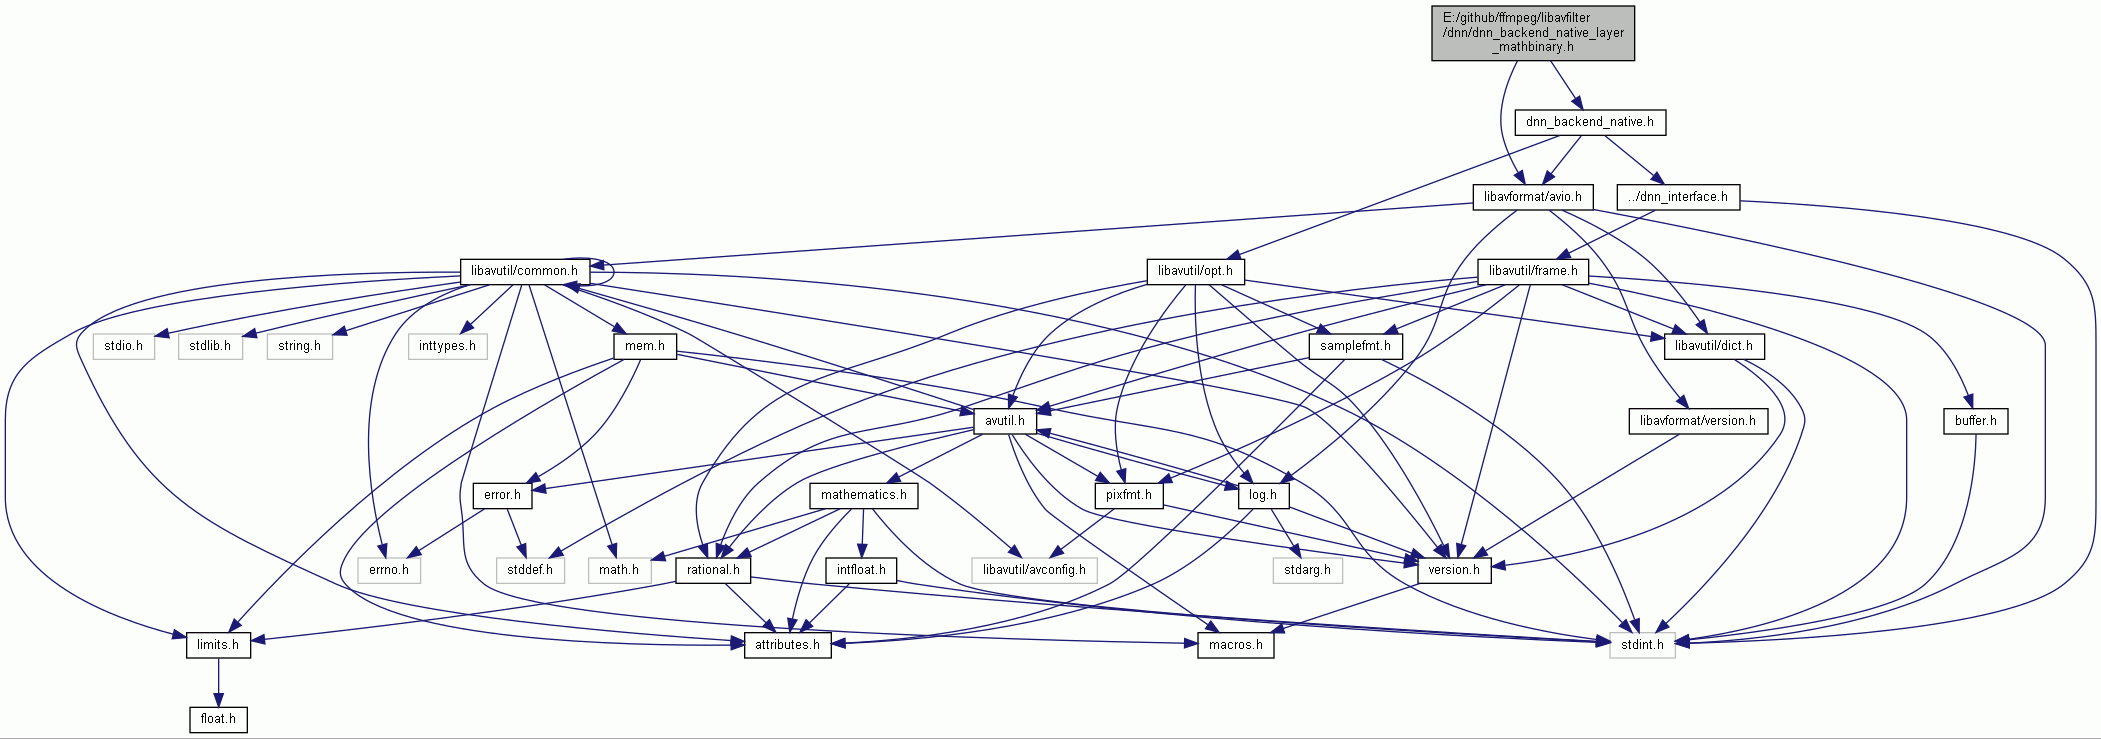 E:/github/ffmpeg/libavfilter
/dnn/dnn_backend_native_layer
_mathbinary.h
dnn_backend_native.h
libavformat/avio.h
../dnn_interface.h
libavutil/common.h
libavutil/opt.h
libavutil/frame.h
stdio.h
stdlib.h
string.h
inttypes.h
mem.h
samplefmt.h
libavutil/dict.h
avutil.h
libavformat/version.h
buffer.h
error.h
mathematics.h
pixfmt.h
log.h
errno.h
stddef.h
math.h
rational.h
intfloat.h
libavutil/avconfig.h
stdarg.h
version.h
limits.h
attributes.h
macros.h
stdint.h
float.h